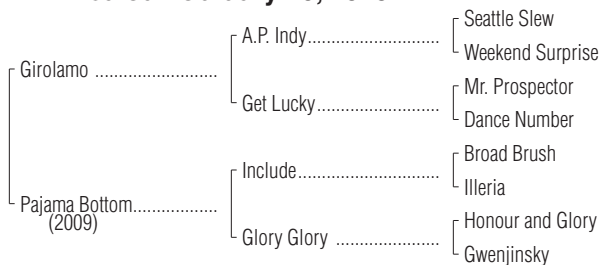 Seattle Slew
A.P. Indy........................................
Weekend Surprise
Girolamo ..............................
Mr. Prospector
Get Lucky......................................
Dance Number
Broad Brush
Include............................................
Illeria
Pajama Bottom.....................
(2009)
Honour and Glory
Glory Glory ................................
Gwenjinsky